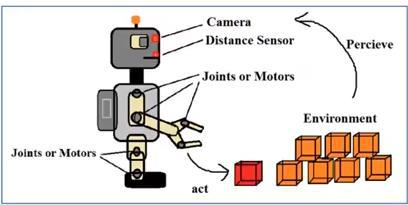 Camera
Distance Sensor
Percieve
Joints or Motors
Environment
Joints or Motors
act